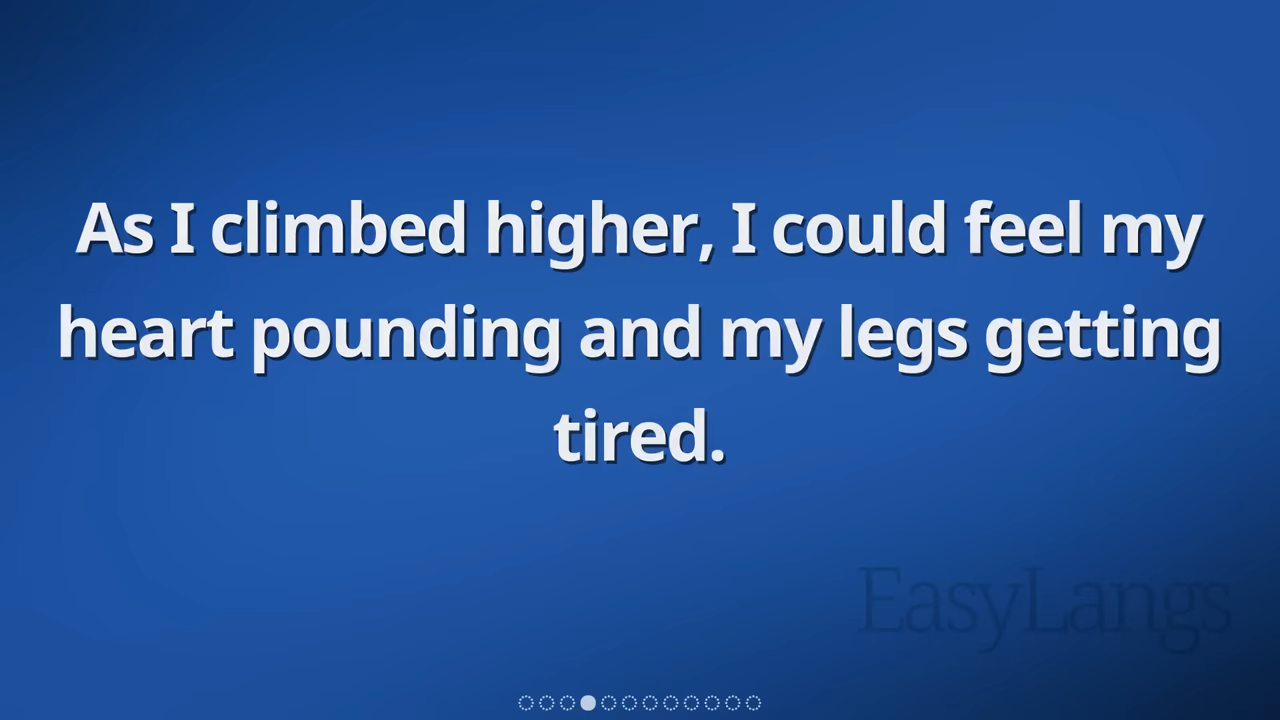 As I climbed higher, I could feel my
heart pounding and my legs getting
tired.
EasyLangs